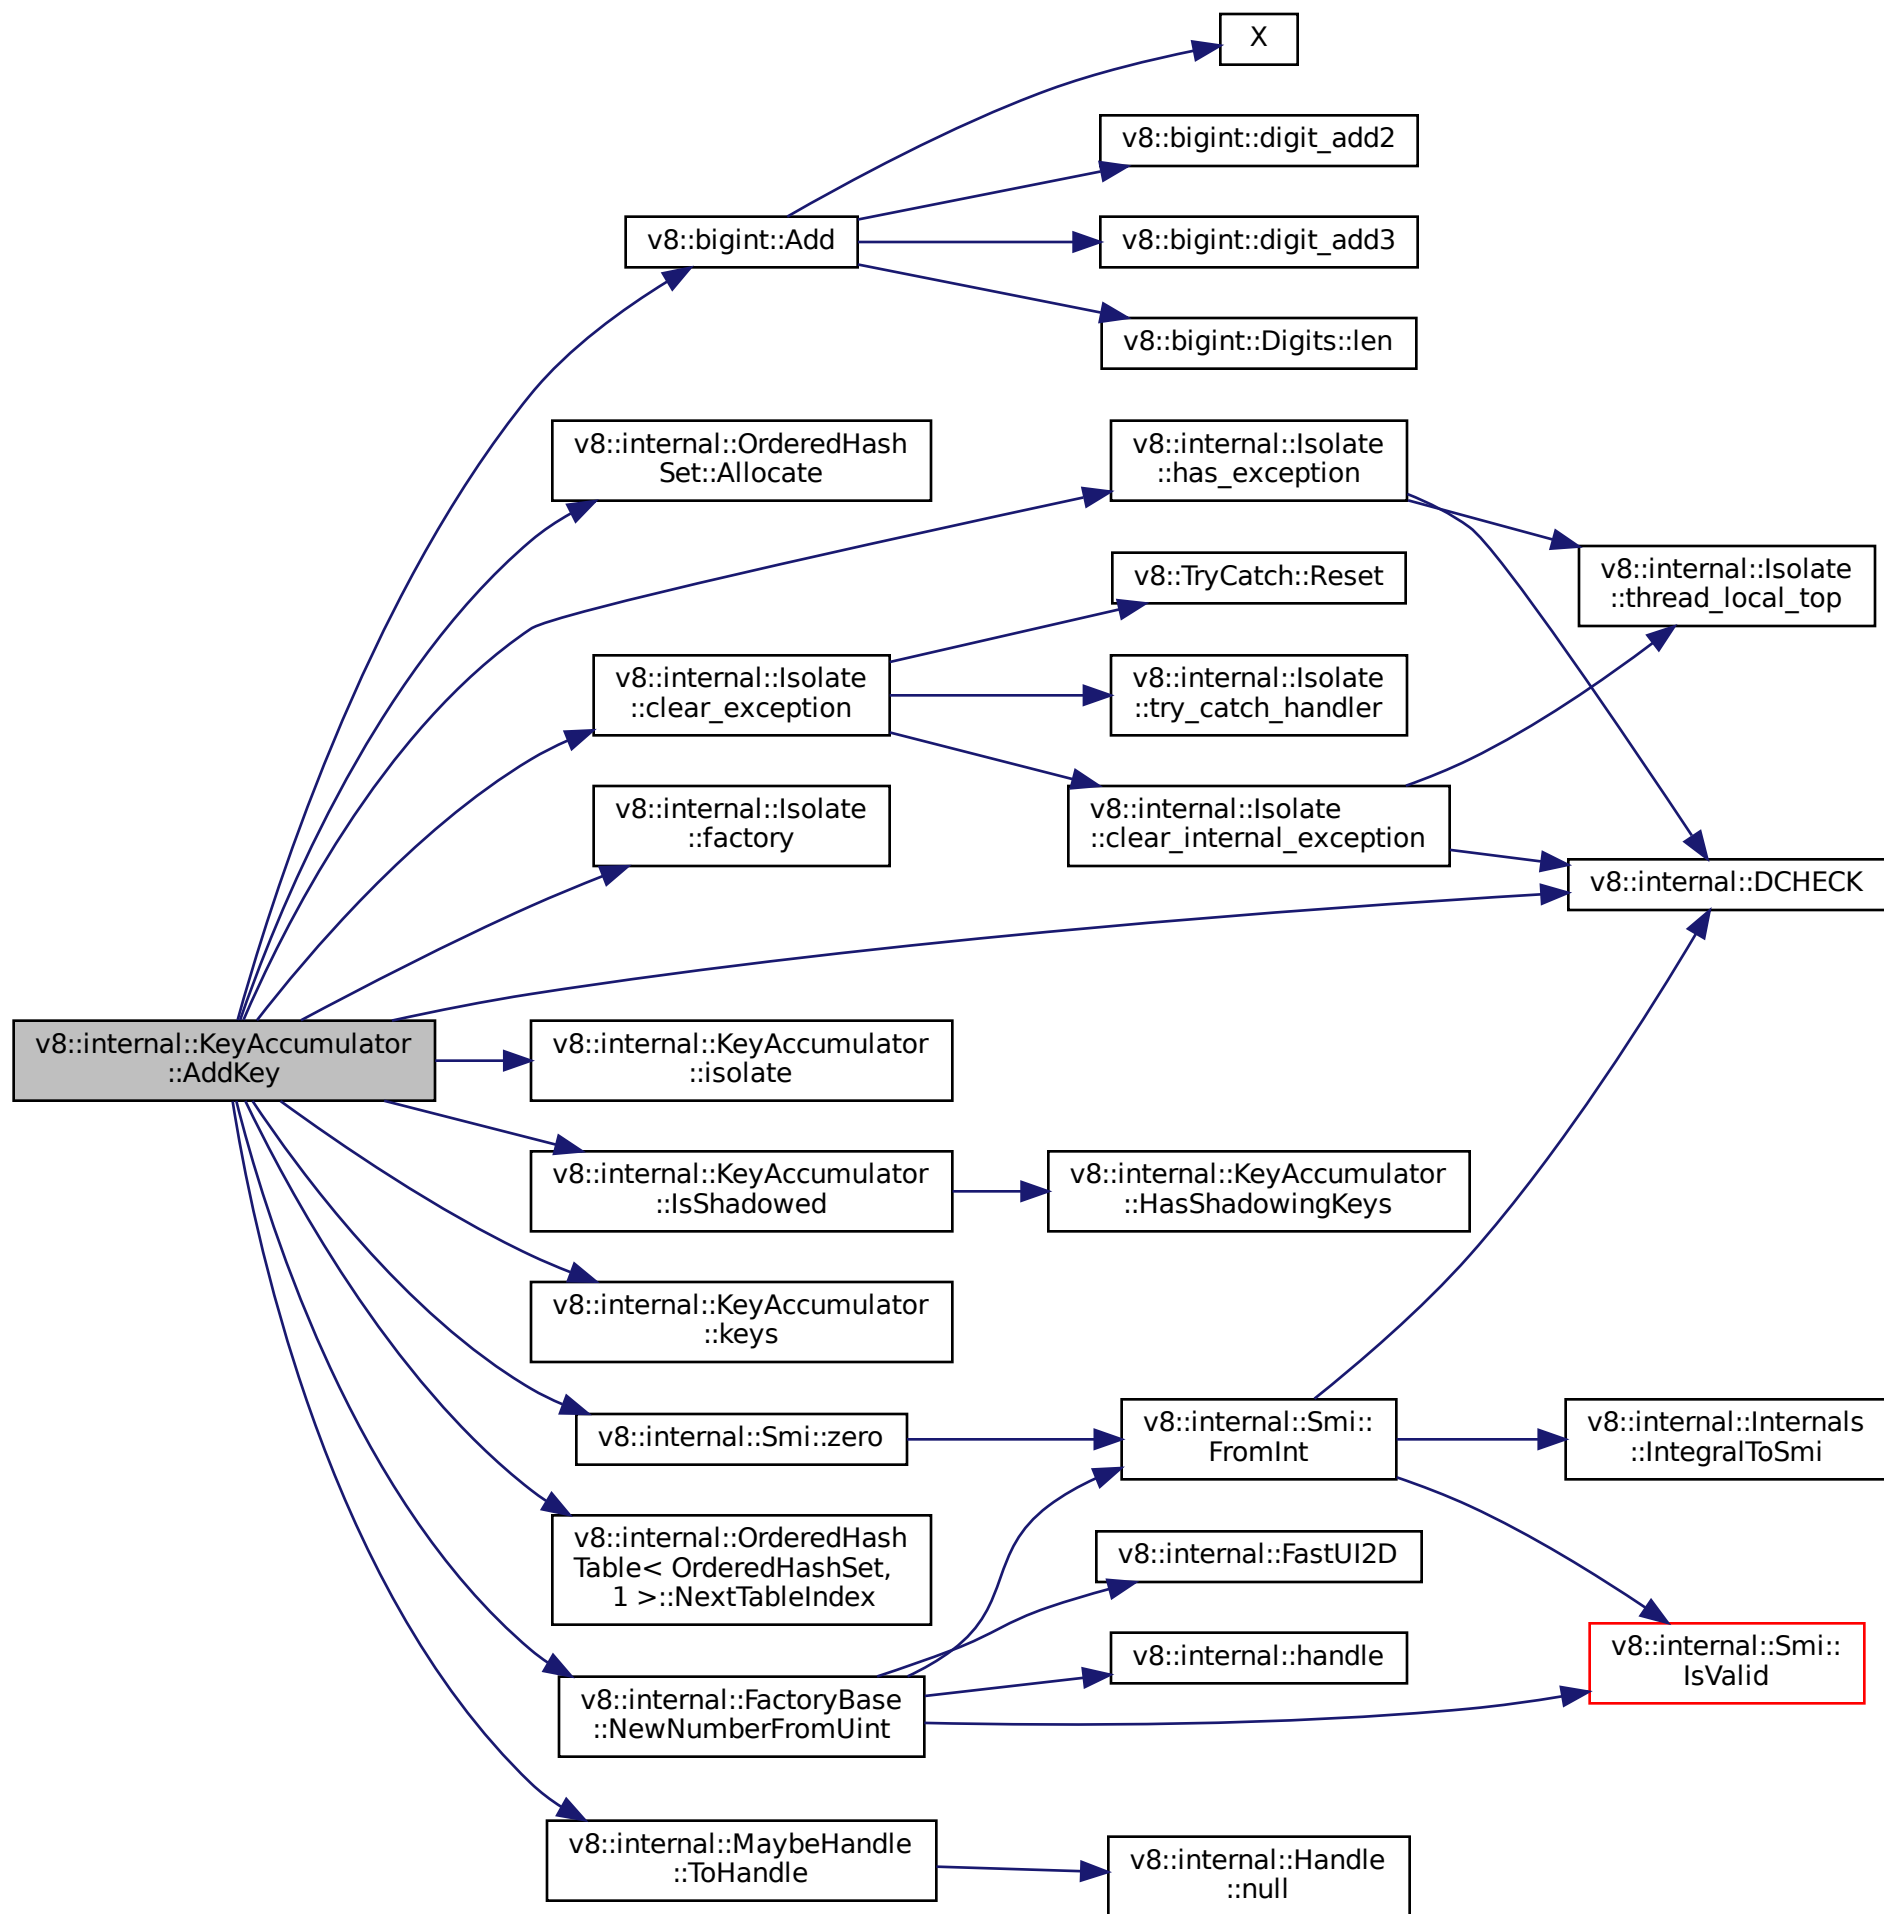 X
v8::bigint::digit_add2
v8::bigint::Add
v8::bigint::digit_add3
v8::bigint::Digits::len
v8::internal::OrderedHash
Set::Allocate
v8::internal::Isolate
::has_exception
v8::TryCatch::Reset
v8::internal::Isolate
::thread_local_top
v8::internal::Isolate
::clear_exception
v8::internal::Isolate
::try_catch_handler
v8::internal::Isolate
::factory
v8::internal::Isolate
::clear_internal_exception
v8::internal::DCHECK
v8::internal::KeyAccumulator
::AddKey
v8::internal::KeyAccumulator
::isolate
v8::internal::KeyAccumulator
::IsShadowed
v8::internal::KeyAccumulator
::HasShadowingKeys
v8::internal::KeyAccumulator
::keys
v8::internal::Smi::zero
v8::internal::Smi::
FromInt
v8::internal::Internals
::IntegralToSmi
v8::internal::OrderedHash
Table< OrderedHashSet,
1 >::NextTableIndex
v8::internal::FastUI2D
v8::internal::handle
v8::internal::Smi::
IsValid
v8::internal::FactoryBase
::NewNumberFromUint
v8::internal::MaybeHandle
::ToHandle
v8::internal::Handle
::null